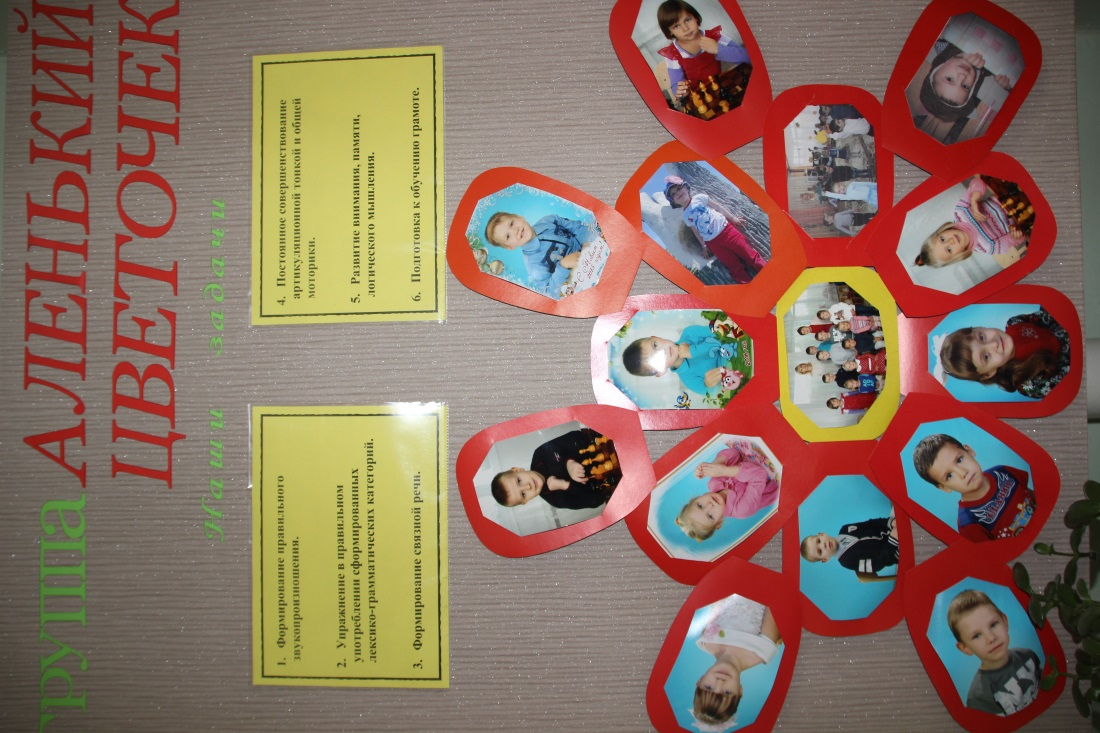 группа АЛЕНЬКИЙ
ЦВЕТОЧЕК
Наши задачи
1. Формирование правильного
звукопроизношения.
2. Упражнение в правильном
употреблении сформированных
лексико-грамматических категорий.
3. Формирование связной речи.
4. Постоянное совершенствование
артикуляционной тонкой и общей
моторики.
5. Развитие внимания, памяти,
логического мышления.
6. Подготовка к обучению грамоте.